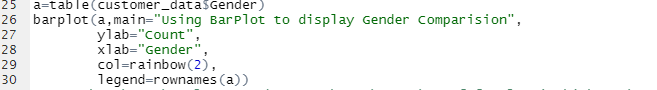 25 a=table(customer_data$Gender)
26 barplot(a,main="Using BarPlot to display Gender Comparision",
27 ylab="Count",
28 xlab="Gender",
29 col=rainbow(2),
30 legend=rownames(a))